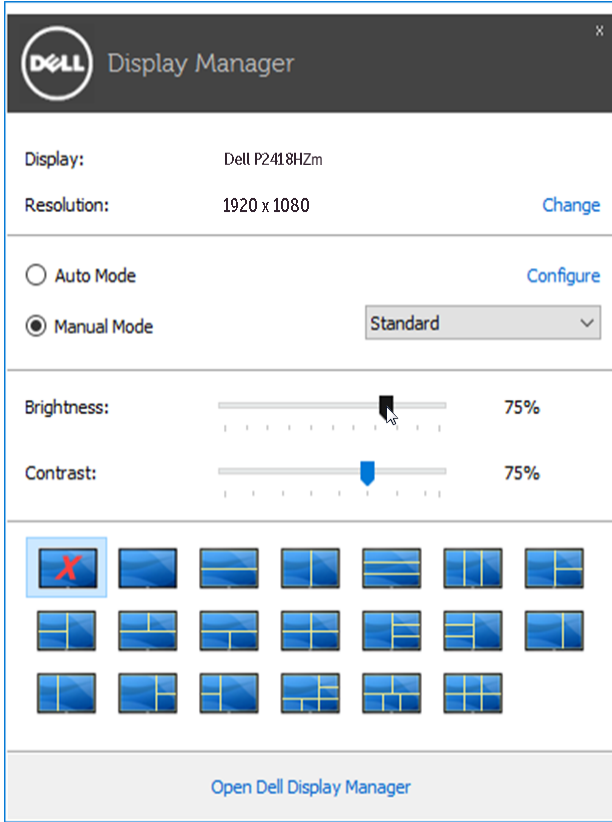 DELL Display Manager x
Display: Dell P2418HZm
Resolution: 1920 x 1080 Change
Auto Mode Configure
Manual Mode Standard
Brightness: 75%
Contrast: 75%
X
Open Dell Display Manager